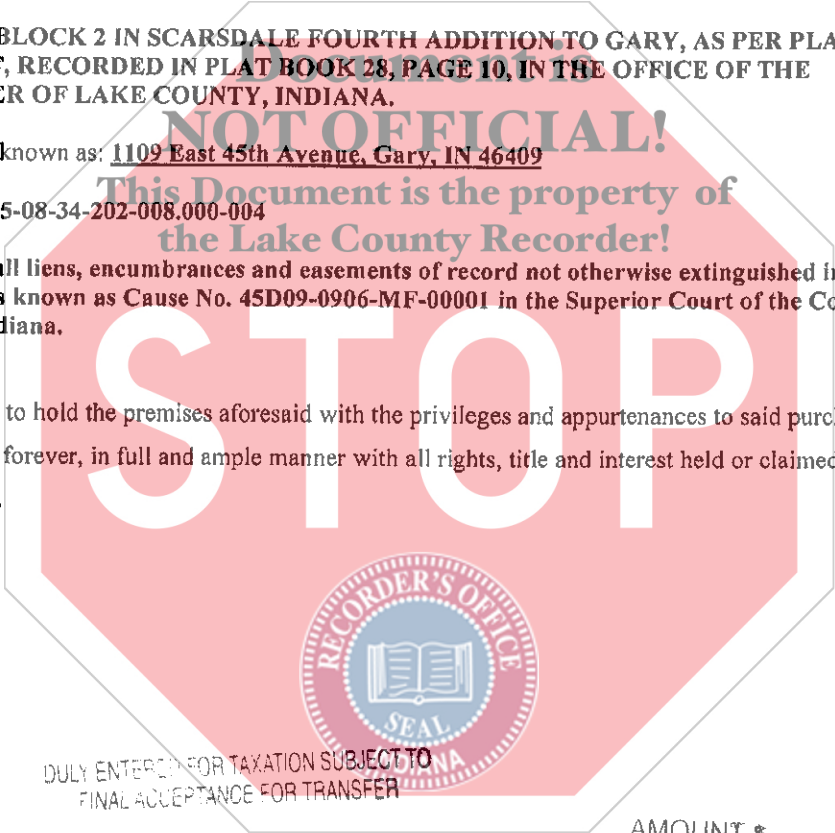 BLOCK 2 IN SCARSDALE FOURTH ADDITION TO GARY, AS PER PLA
, RECORDED IN PLAT BOOK 28, PAGE 10, IN THE OFFICE OF THE
ER OF LAKE COUNTY, INDIANA.
Document is
NOT OFFICIAL!
known as: 1109 East 45th Avenue, Gary, IN 46409
This Document is the property of
5-08-34-202-008.000-004
the Lake County Recorder!
all liens, encumbrances and easements of record not otherwise extinguished in
s known as Cause No. 45D09-0906-MF-00001 in the Superior Court of the Co
diana.
STOP
to hold the premises aforesaid with the privileges and appurtenances to said purc
forever, in full and ample manner with all rights, title and interest held or claimed
RECORDER'S OFFICE
SEAL
INDIANA
DULY ENTERED FOR TAXATION SUBJECT TO
FINAL ACCEPTANCE FOR TRANSFER
AMOUNT $